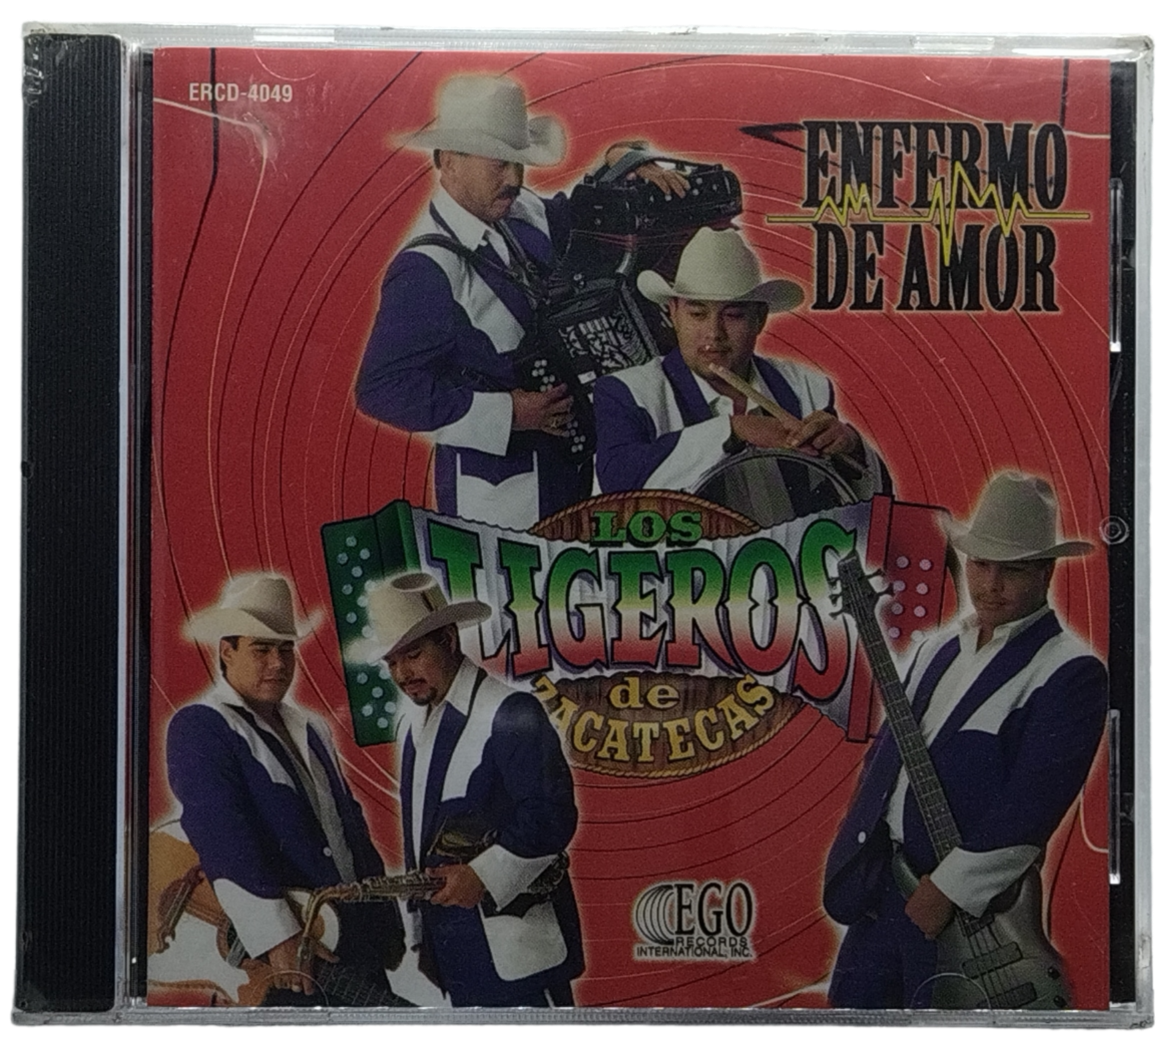 ERCD-4049
ENFERMO
DE AMOR
LOS
LIGEROS
de
ZACATECAS
EGO
RECORDS
INTERNATIONAL, INC.